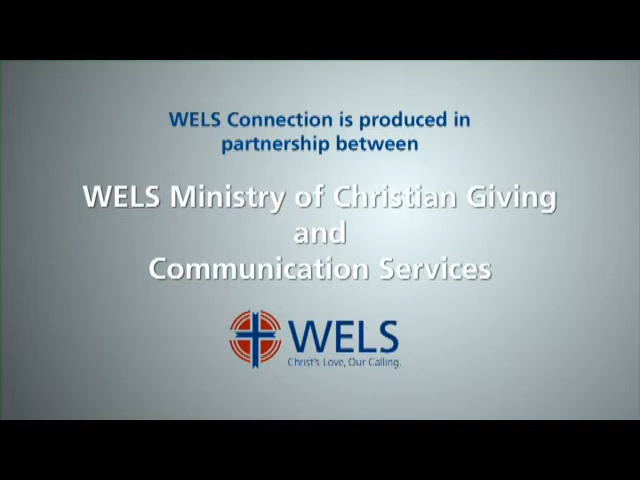 WELS Connection is produced in
partnership between
WELS Ministry of Christian Giving
and
Communication Services
WELS
Christ's Love, Our Calling.